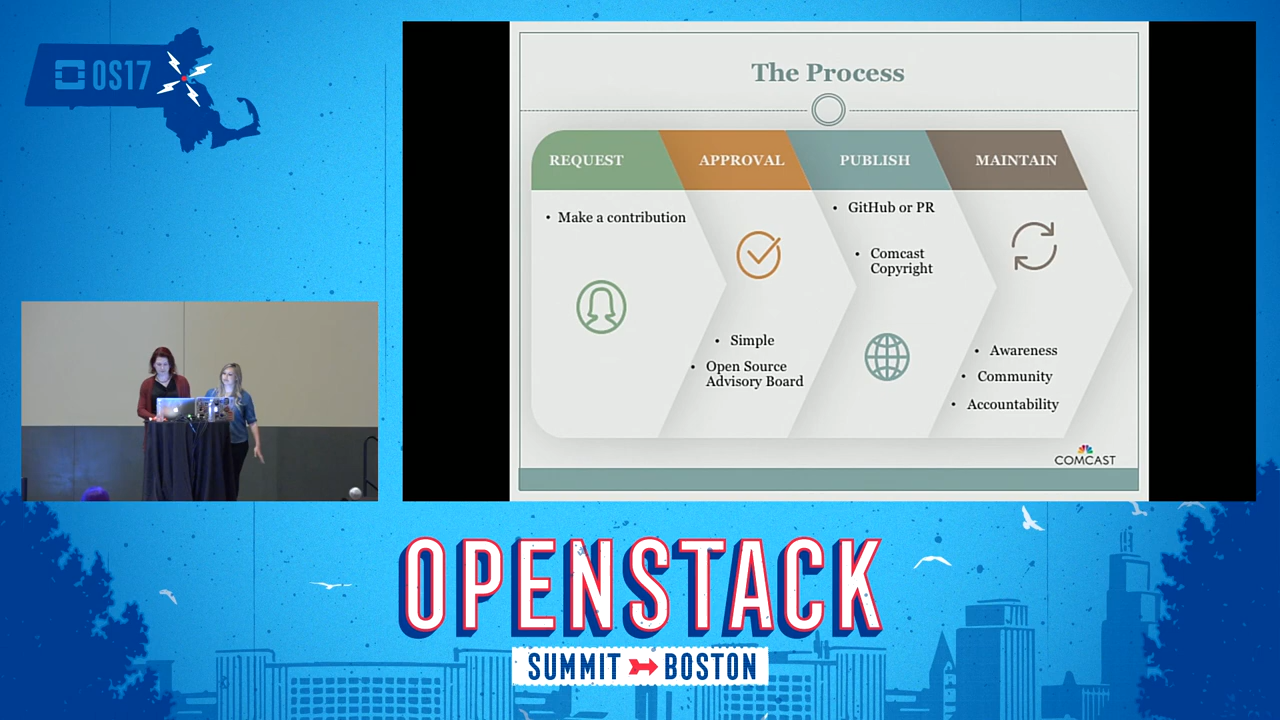 OS17
The Process
REQUEST
APPROVAL
PUBLISH
MAINTAIN
• Make a contribution
• Simple
• Open Source
Advisory Board
• GitHub or PR
• Comcast
Copyright
• Awareness
• Community
• Accountability
COMCAST
OPENSTACK
SUMMIT BOSTON